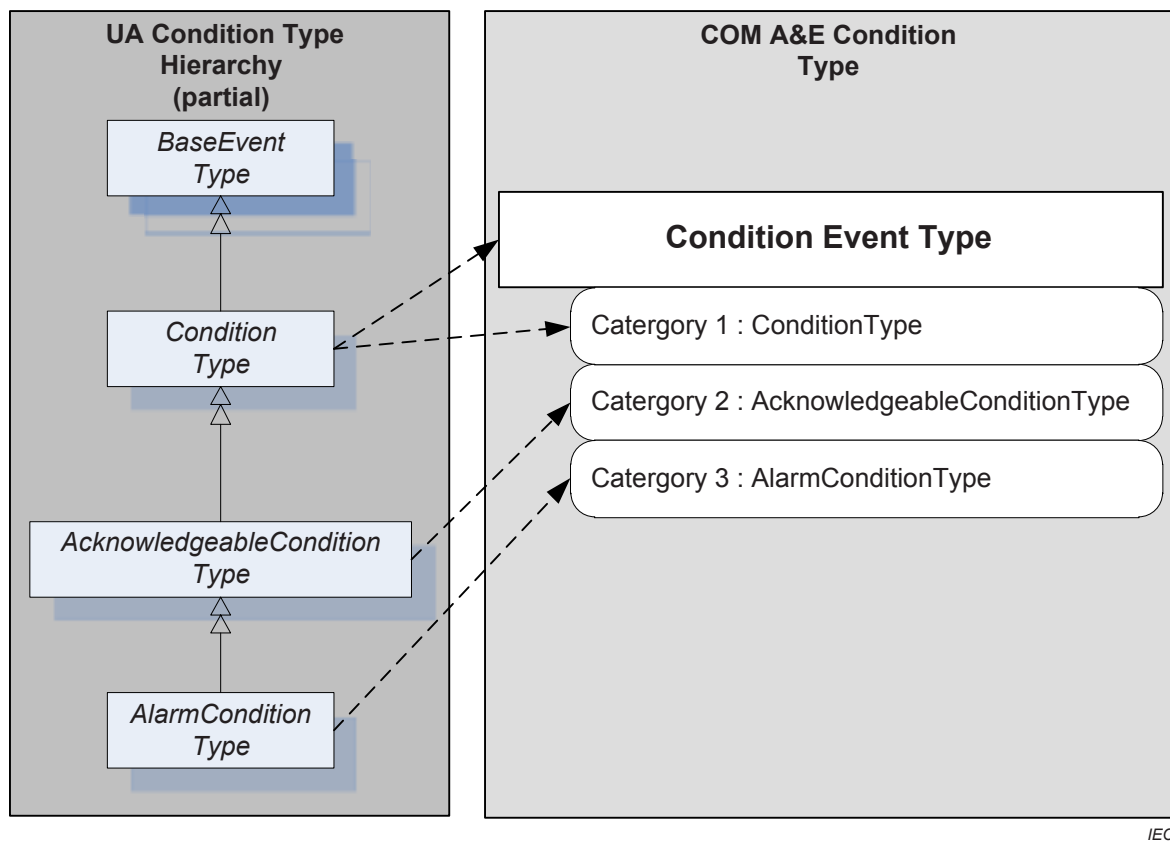 UA Condition Type
Hierarchy
(partial)
BaseEvent
Type
Condition
Type
AcknowledgeableCondition
Type
AlarmCondition
Type
COM A&E Condition
Type
Condition Event Type
Catergory 1 : ConditionType
Catergory 2 : AcknowledgeableConditionType
Catergory 3 : AlarmConditionType
IEC